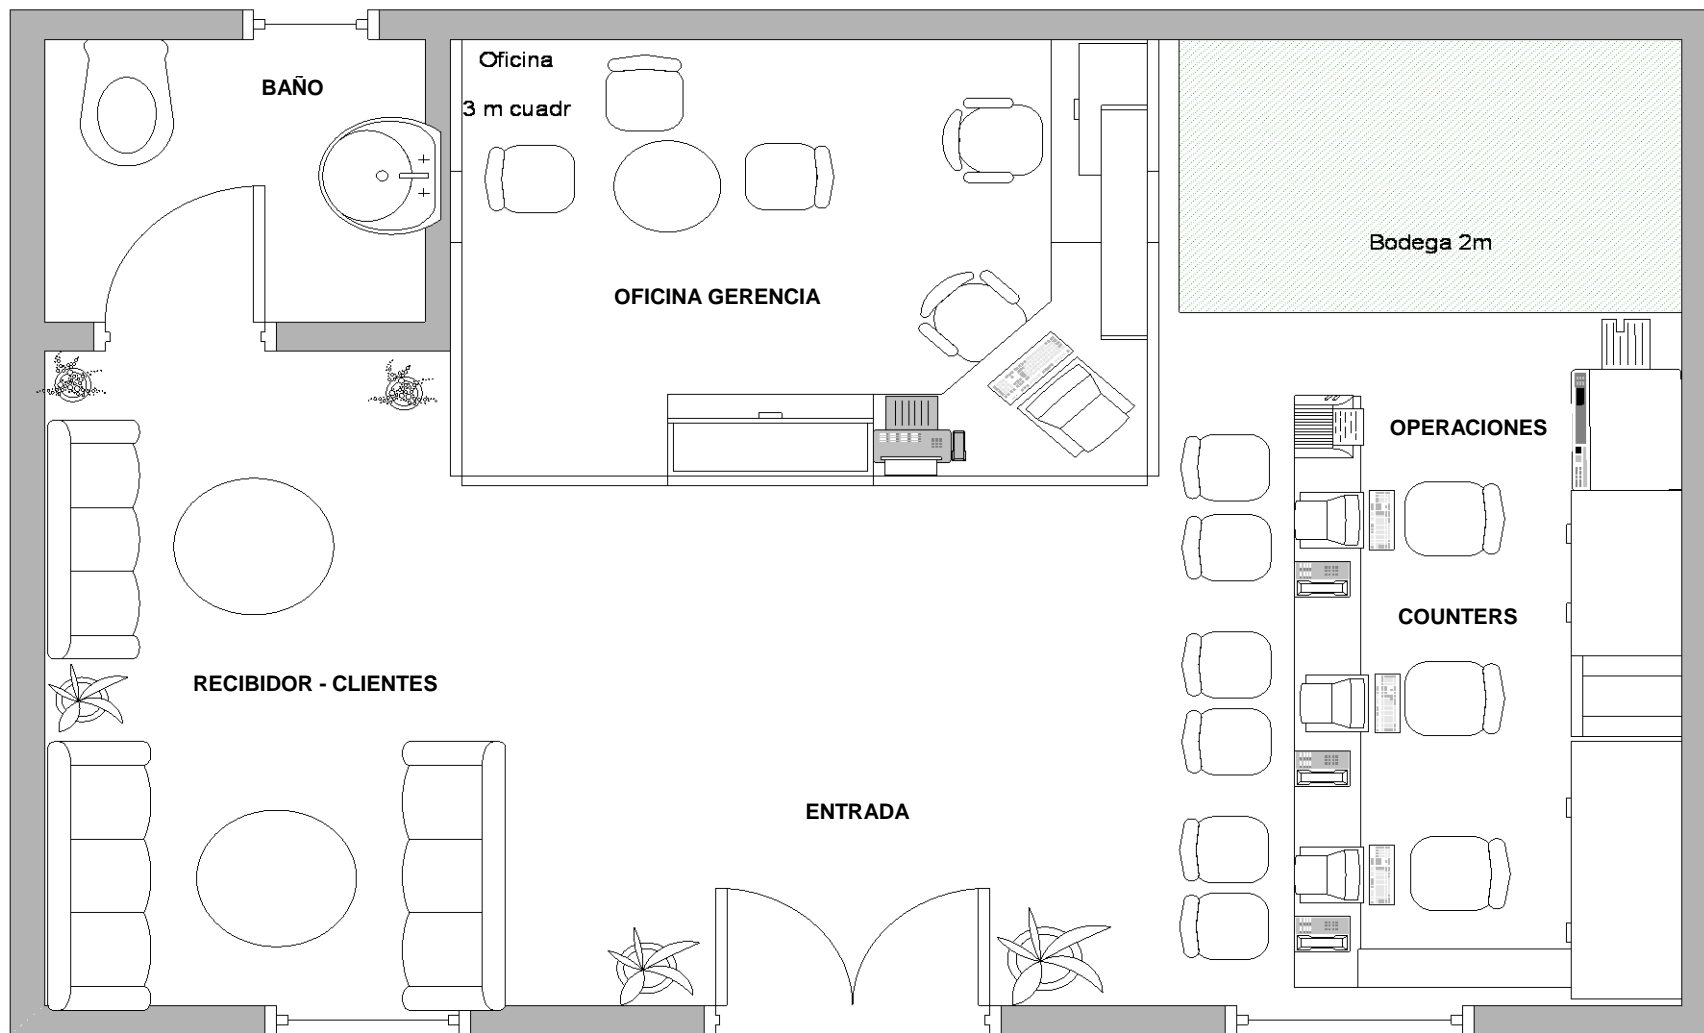 Oficina
BAÑO
3 m cuadr
Bodega 2m
OFICINA GERENCIA
OPERACIONES
COUNTERS
RECIBIDOR - CLIENTES
ENTRADA